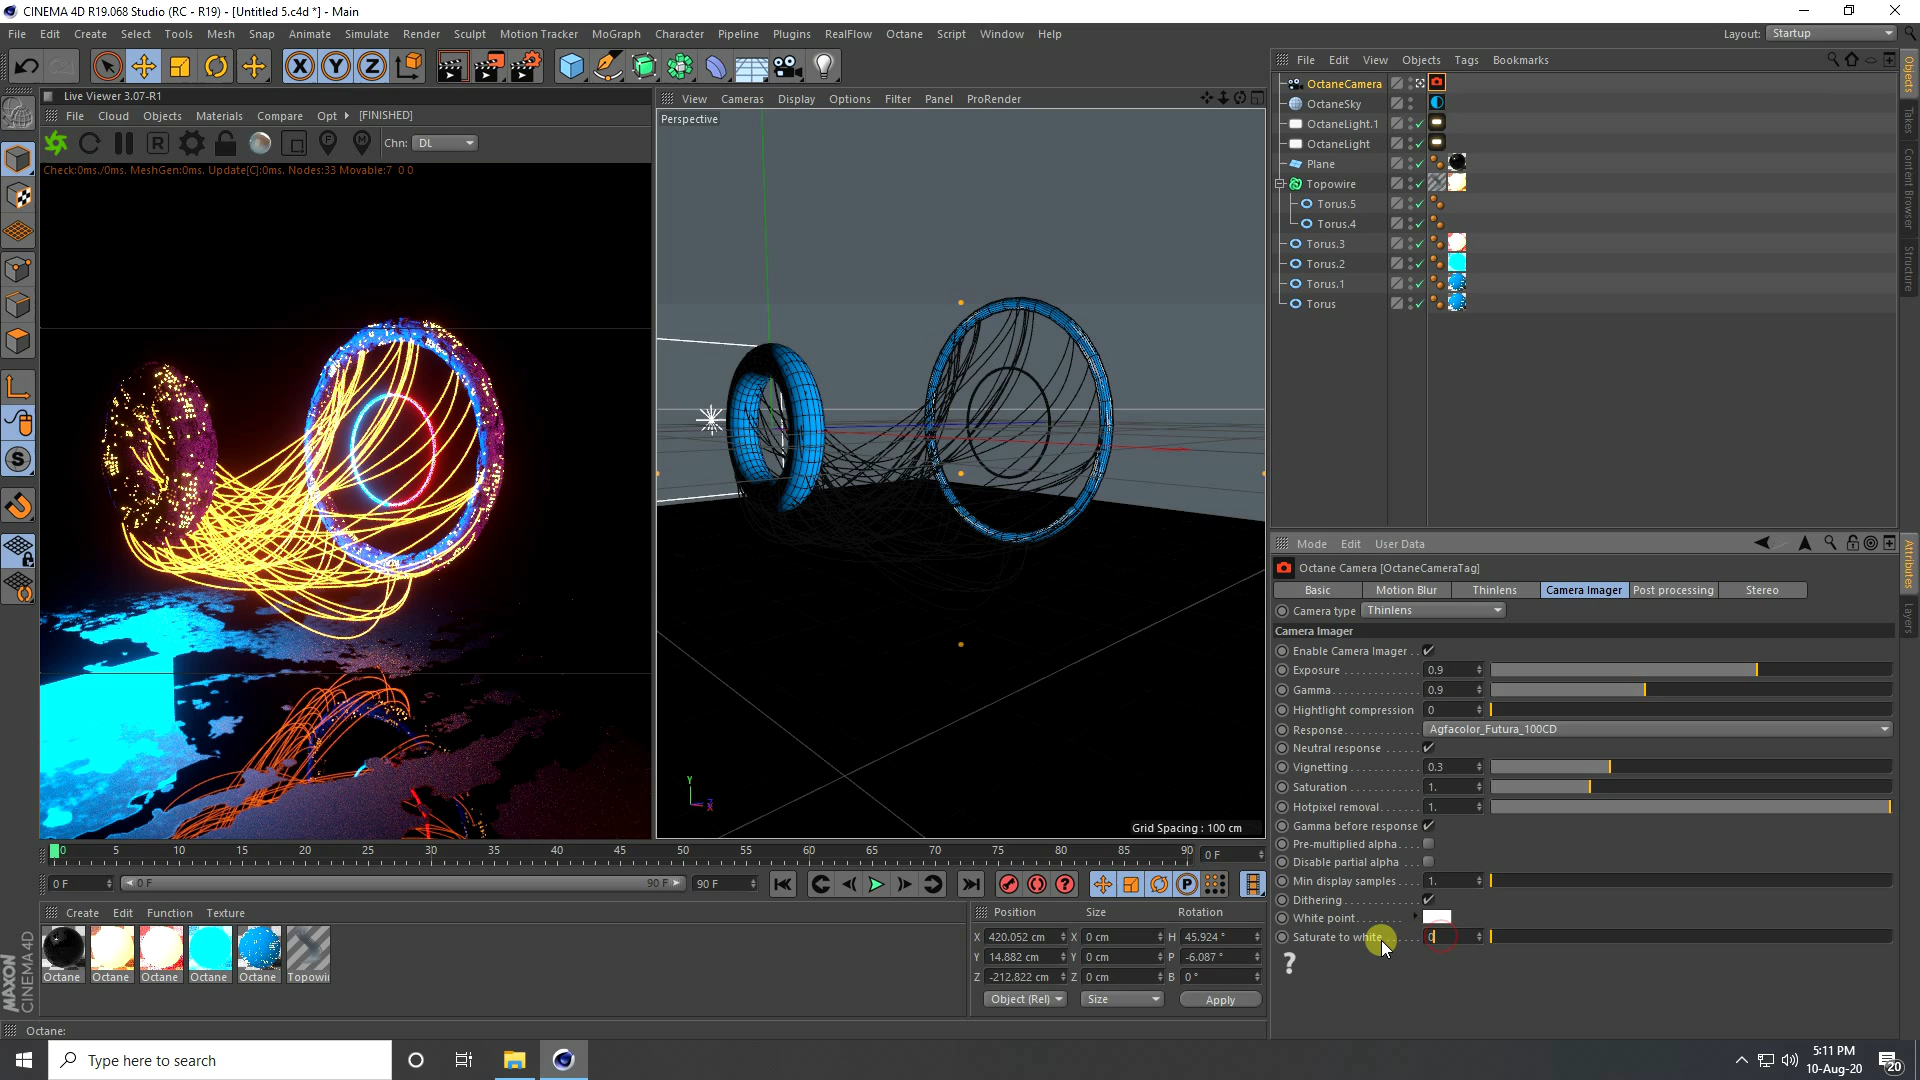 CINEMA 4D R19.068 Studio (RC - R19) - [Untitled 5.c4d *] - Main
File Edit Create Select Tools Mesh Snap Animate Simulate Render Sculpt Motion Tracker MoGraph Character Pipeline Plugins RealFlow Octane Script Window Help
Layout: Startup
Live Viewer 3.07-R1
File Cloud Objects Materials Compare Opt [FINISHED]
Chn: DL
Check:0ms./0ms. MeshGen:0ms. Update[C]:0ms. Nodes:33 Movable:7 0 0
View Cameras Display Options Filter Panel ProRender
Perspective
Y
Grid Spacing : 100 cm
File Edit View Objects Tags Bookmarks
OctaneCamera
OctaneSky
OctaneLight.1
OctaneLight
Plane
Topowire
Torus.5
Torus.4
Torus.3
Torus.2
Torus.1
Torus
Objects
Takes
Content Browser
Structure
Mode Edit User Data
Octane Camera [OctaneCameraTag]
Basic Motion Blur Thinlens Camera Imager Post processing Stereo
Camera type Thinlens
Camera Imager
Enable Camera Imager
Exposure 0.9
Gamma 0.9
Hightlight compression 0
Response Agfacolor_Futura_100CD
Neutral response
Vignetting 0.3
Saturation 1.
Hotpixel removal 1.
Gamma before response
Pre-multiplied alpha
Disable partial alpha
Min display samples 1.
Dithering
White point
Saturate to white 0
?
Attributes
Layers
0 5 10 15 20 25 30 35 40 45 50 55 60 65 70 75 80 85 90 0 F
0 F 0 F 90 F 90 F
Create Edit Function Texture
Octane Octane Octane Octane Octane Topowir
MAXON CINEMA 4D
Position Size Rotation
X 420.052 cm X 0 cm H 45.924 °
Y 14.882 cm Y 0 cm P -6.087 °
Z -212.822 cm Z 0 cm B 0 °
Object (Rel) Size Apply
Octane:
Type here to search
5:11 PM
10-Aug-20
20